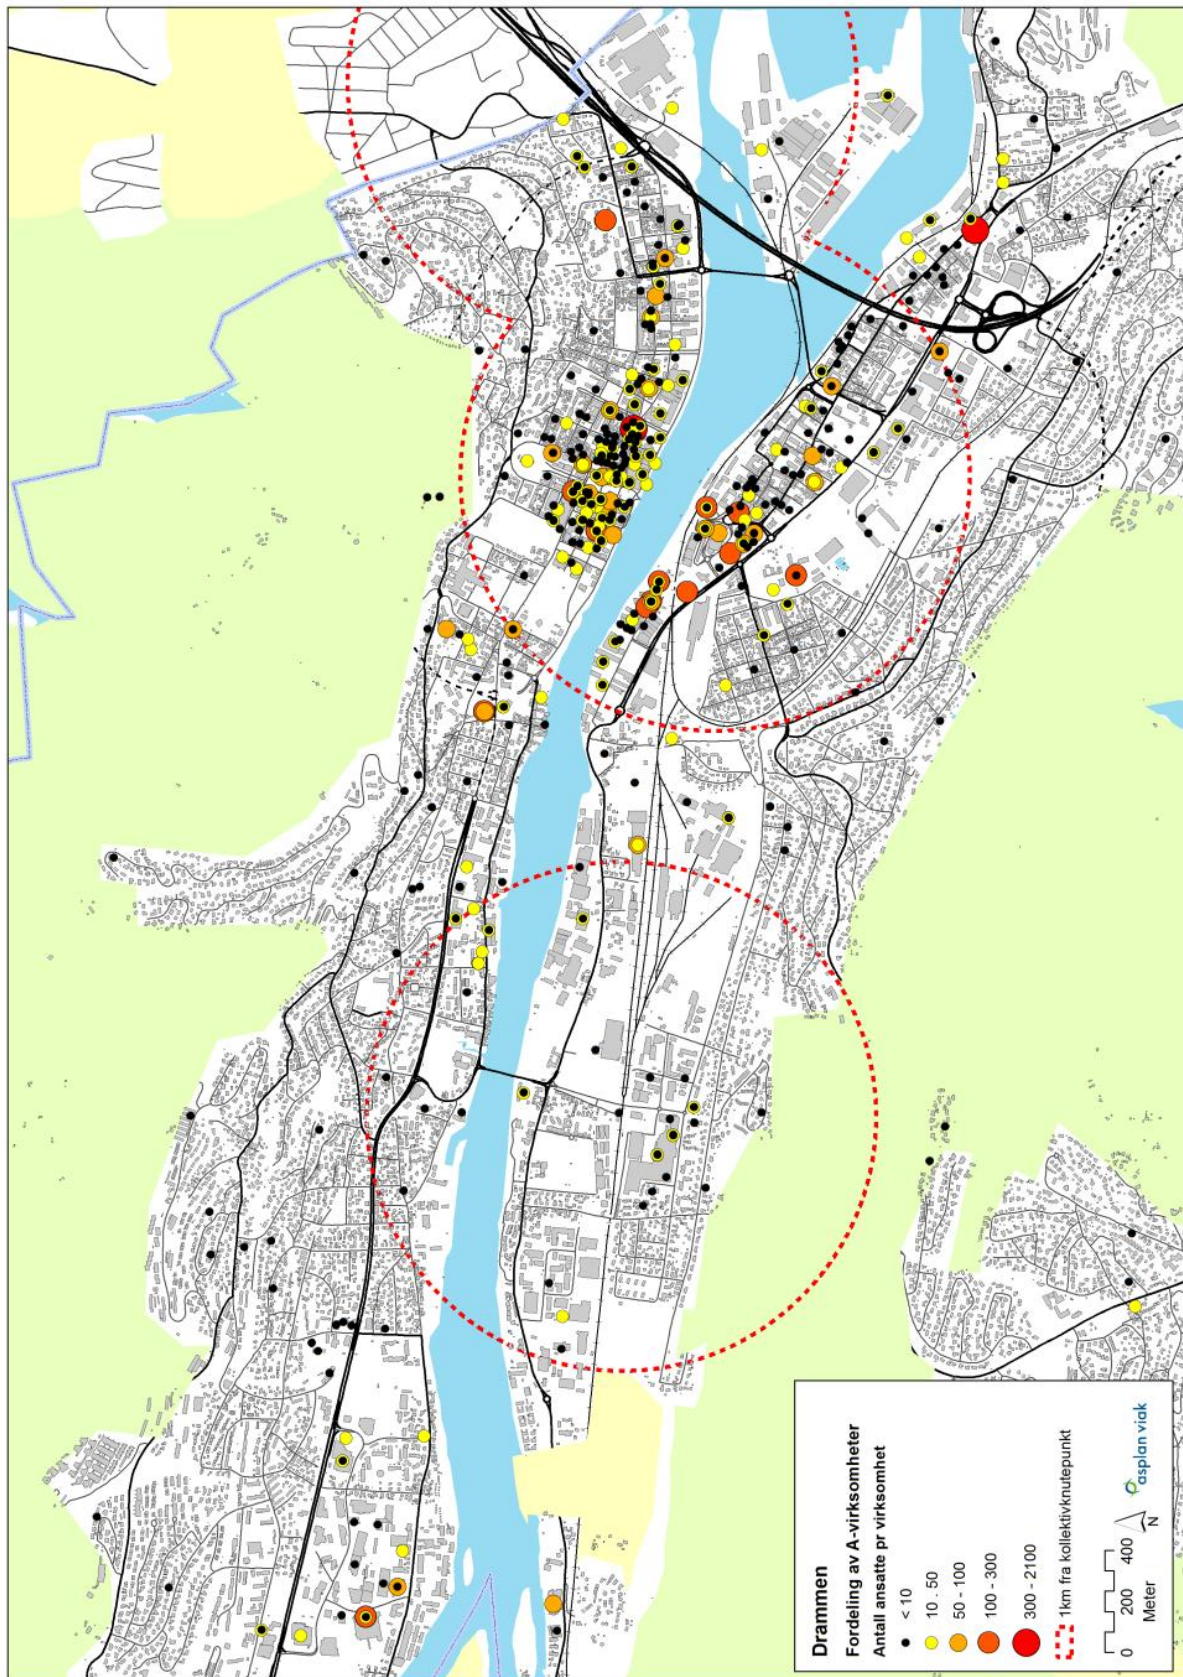 Drammen
Fordeling av A-virksomheter
Antall ansatte pr virksomhet
< 10
10 - 50
50 - 100
100 - 300
300 - 2100
1km fra kollektivknutepunkt
0 200 400
Meter
N
asplan viak